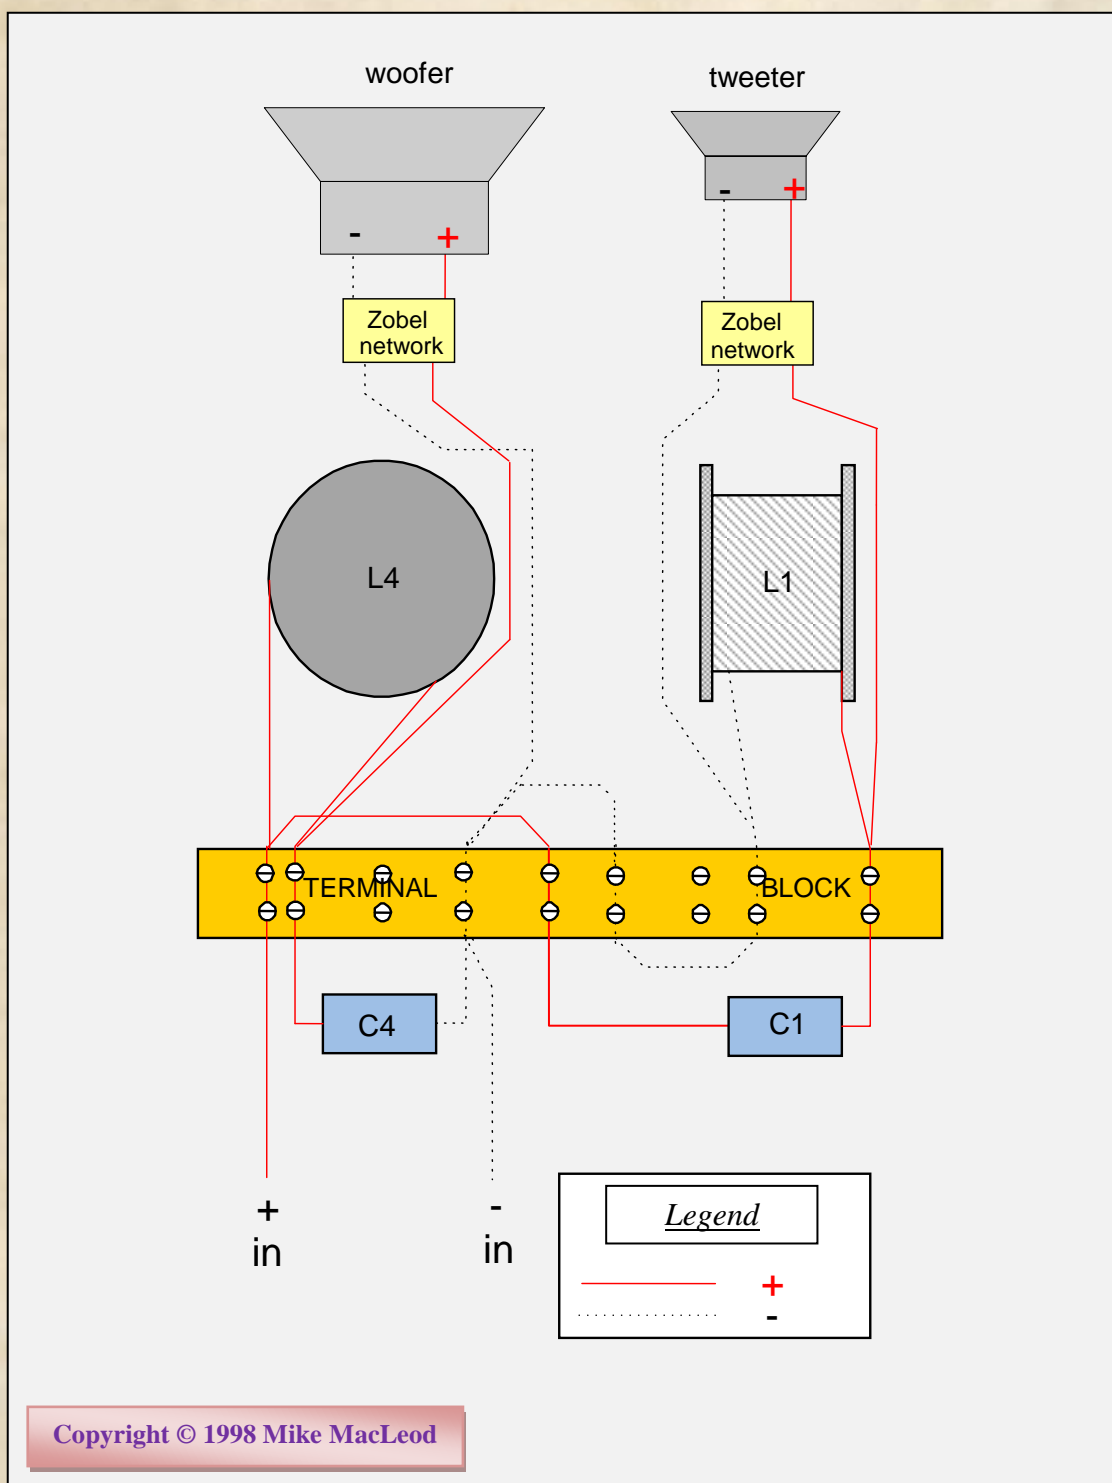 woofer
tweeter
- +
- +
Zobel
network
Zobel
network
L4
L1
TERMINAL
BLOCK
C4
C1
+
in
-
in
Legend
+
-
Copyright © 1998 Mike MacLeod